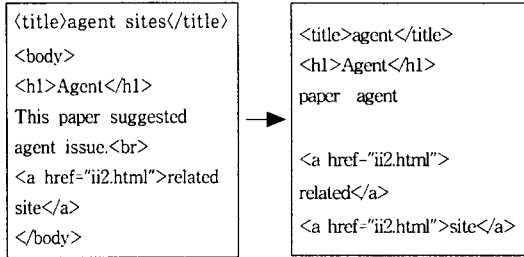 <title>agent sites</title>
<body>
<h1>Agent</h1>
This paper suggested
agent issue.<br>
<a href="ii2.html">related
site</a>
</body>
<title>agent</title>
<h1>Agent</h1>
paper agent
<a href="ii2.html">
related</a>
<a href="ii2.html">site</a>